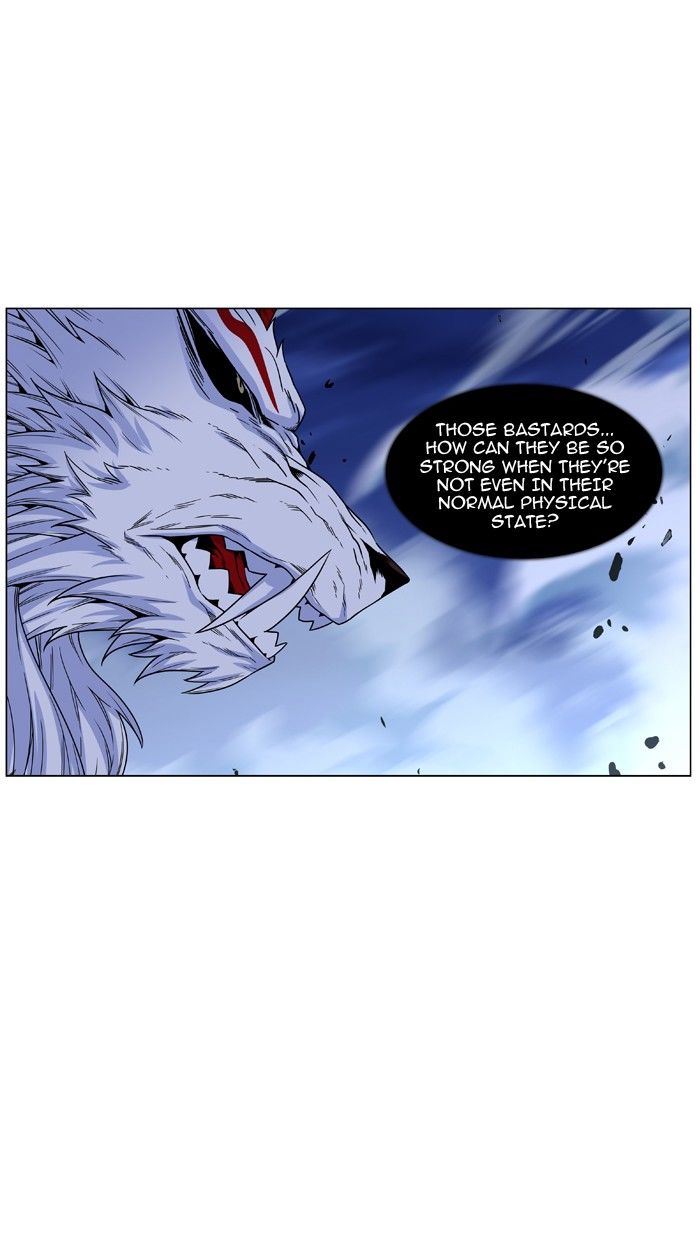 THOSE BASTARDS...
HOW CAN THEY BE SO
STRONG WHEN THEY'RE
NOT EVEN IN THEIR
NORMAL PHYSICAL
STATE?